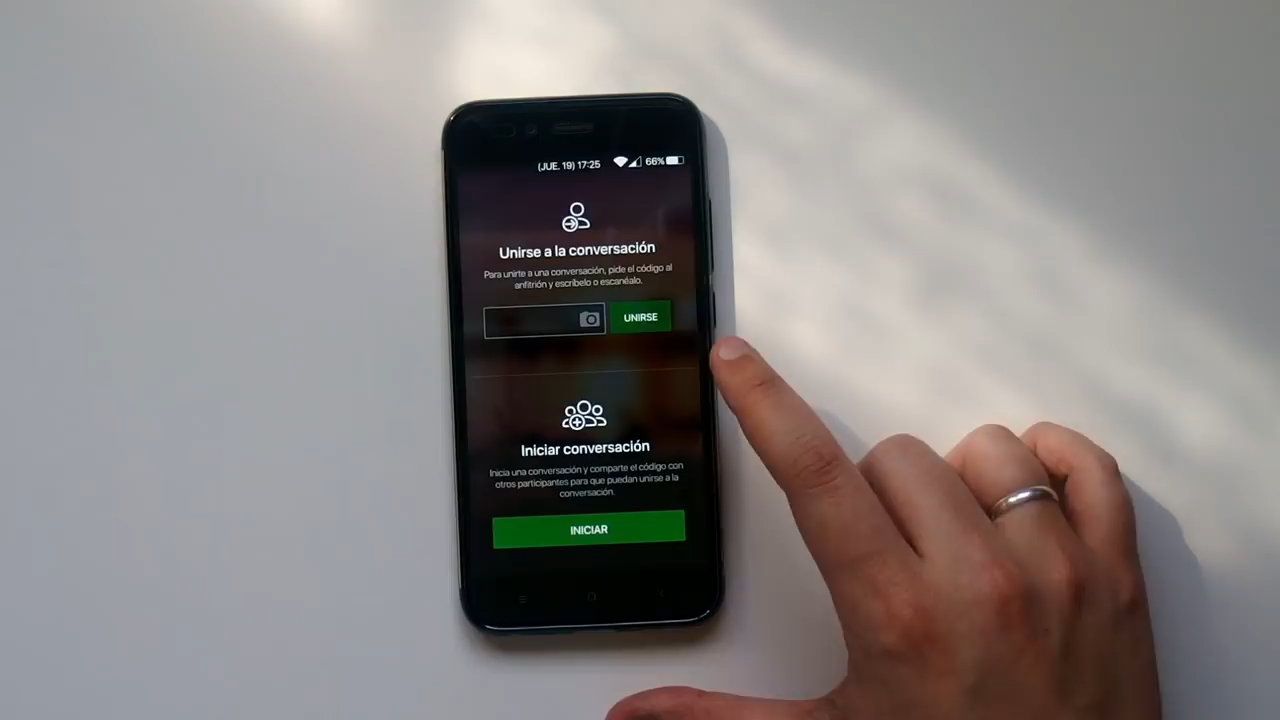 (JUE. 19) 17:25 66%
Unirse a la conversación
Para unirte a una conversación, pide el código al
anfitrión y escríbelo o escanéalo.
UNIRSE
Iniciar conversación
Inicia una conversación y comparte el código con
otros participantes para que puedan unirse a la
conversación.
INICIAR